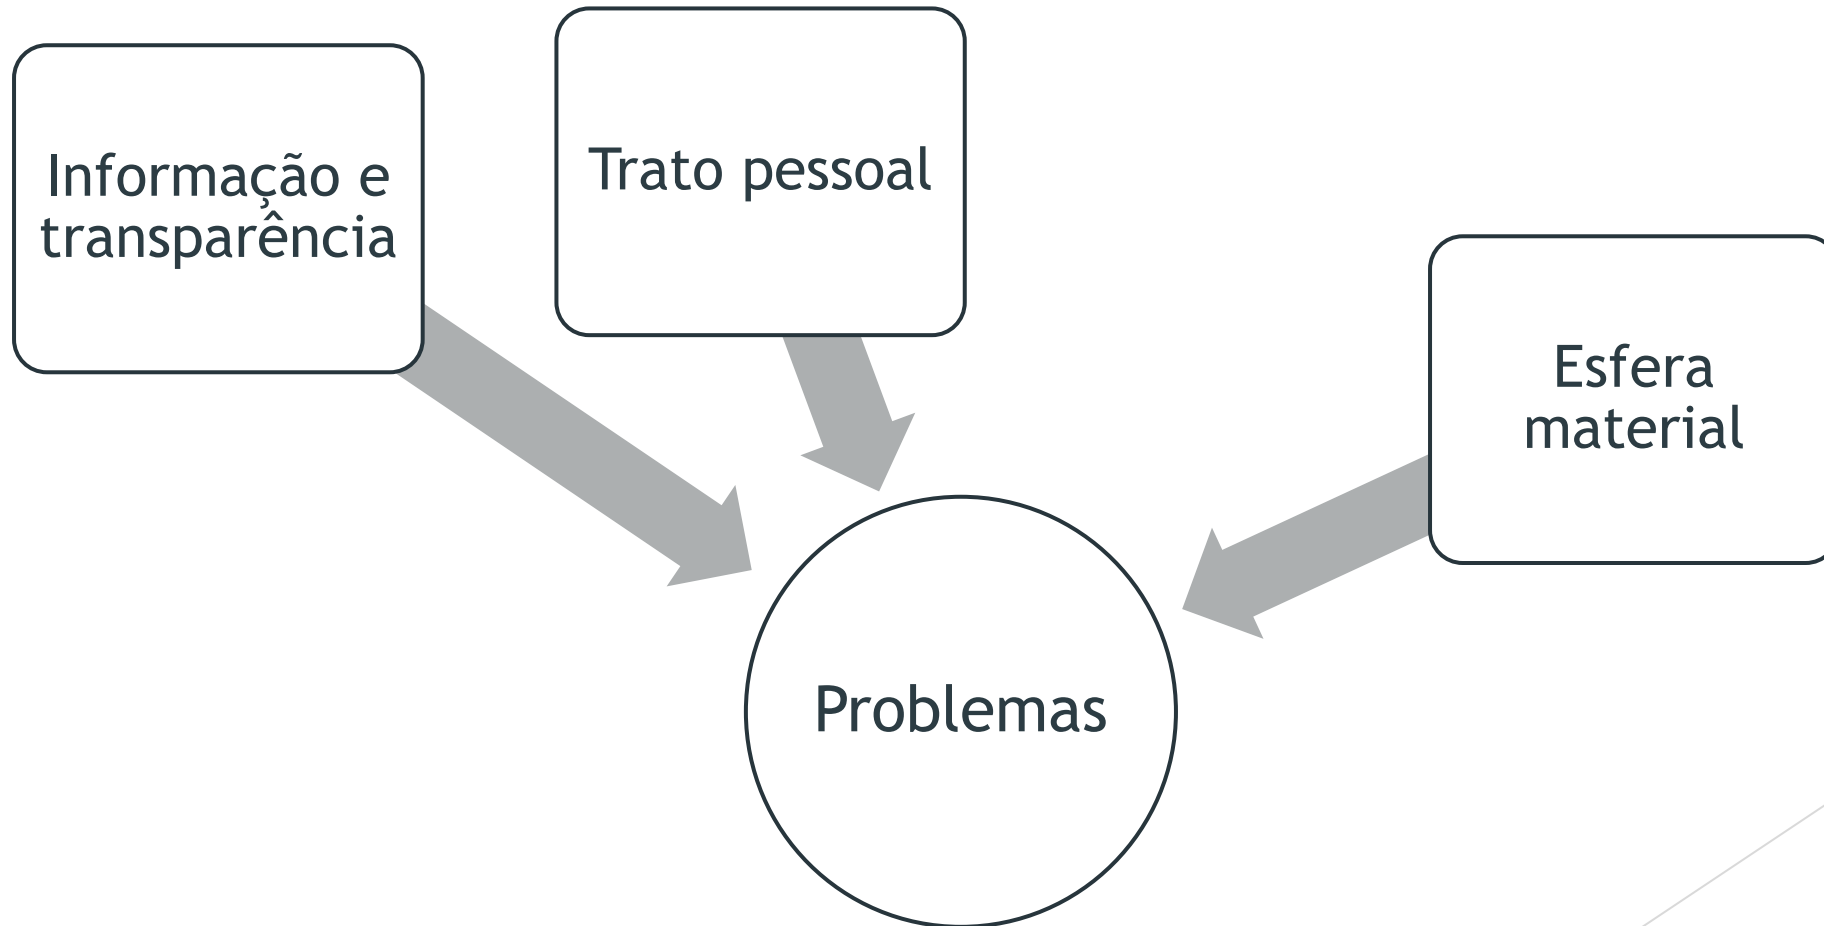 Informação e
transparência
Trato pessoal
Esfera
material
Problemas